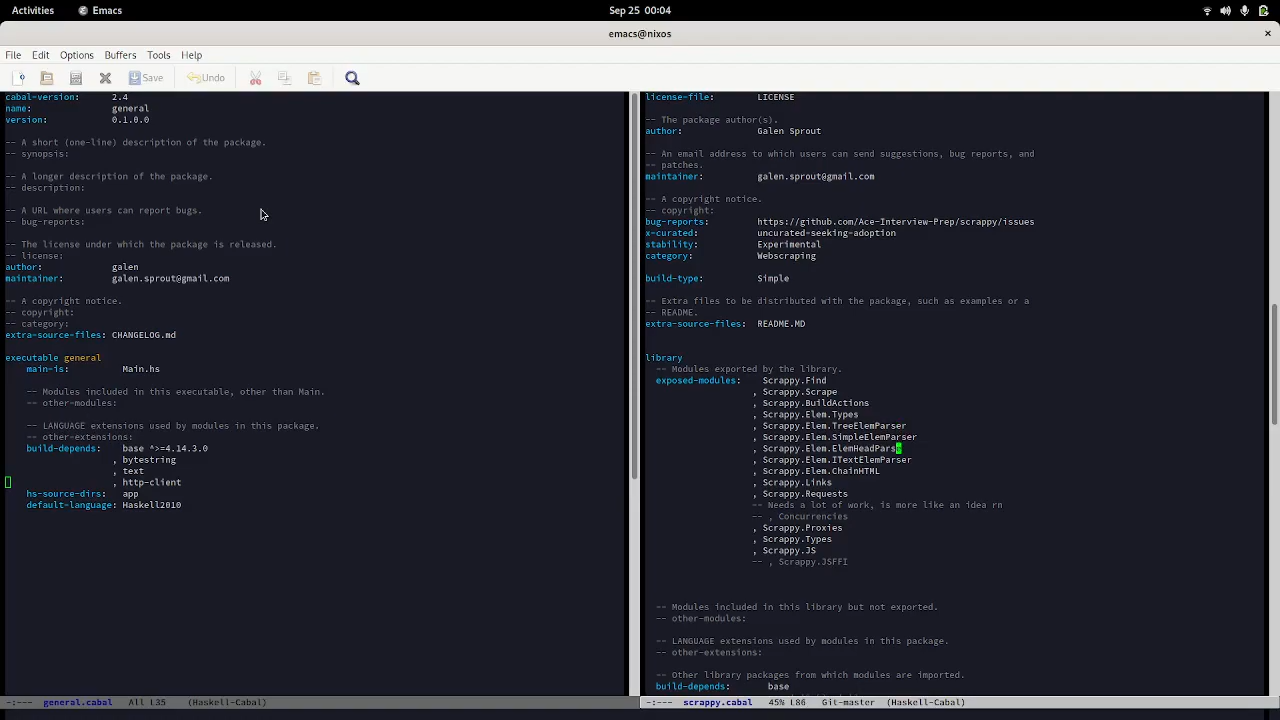 Activities Emacs Sep 25 00:04
emacs@nixos ×
File Edit Options Buffers Tools Help
Save Undo
cabal-version: 2.4
name: general
version: 0.1.0.0
-- A short (one-line) description of the package.
-- synopsis:
-- A longer description of the package.
-- description:
-- A URL where users can report bugs.
-- bug-reports:
-- The license under which the package is released.
-- license:
author: galen
maintainer: galen.sprout@gmail.com
-- A copyright notice.
-- copyright:
-- category:
extra-source-files: CHANGELOG.md
executable general
main-is: Main.hs
-- Modules included in this executable, other than Main.
-- other-modules:
-- LANGUAGE extensions used by modules in this package.
-- other-extensions:
build-depends: base ^>=4.14.3.0
, bytestring
, text
, http-client
hs-source-dirs: app
default-language: Haskell2010
-:--- general.cabal All L35 (Haskell-Cabal)
license-file: LICENSE
-- The package author(s).
author: Galen Sprout
-- An email address to which users can send suggestions, bug reports, and
-- patches.
maintainer: galen.sprout@gmail.com
-- A copyright notice.
-- copyright:
bug-reports: https://github.com/Ace-Interview-Prep/scrappy/issues
x-curated: uncurated-seeking-adoption
stability: Experimental
category: Webscraping
build-type: Simple
-- Extra files to be distributed with the package, such as examples or a
-- README.
extra-source-files: README.MD
library
-- Modules exported by the library.
exposed-modules: Scrappy.Find
, Scrappy.Scrape
, Scrappy.BuildActions
, Scrappy.Elem.Types
, Scrappy.Elem.TreeElemParser
, Scrappy.Elem.SimpleElemParser
, Scrappy.Elem.ElemHeadParse
, Scrappy.Elem.ITextElemParser
, Scrappy.Elem.ChainHTML
, Scrappy.Links
, Scrappy.Requests
-- Needs a lot of work, is more like an idea rn
-- , Concurrencies
, Scrappy.Proxies
, Scrappy.Types
, Scrappy.JS
-- , Scrappy.JSFFI
-- Modules included in this library but not exported.
-- other-modules:
-- LANGUAGE extensions used by modules in this package.
-- other-extensions:
-- Other library packages from which modules are imported.
build-depends: base
-:--- scrappy.cabal 45% L86 Git-master (Haskell-Cabal)